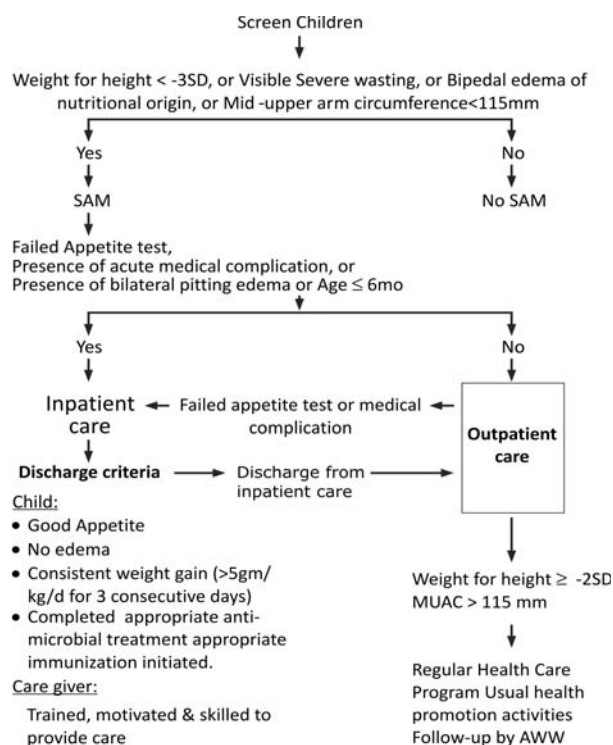 Screen Children
Weight for height < -3SD, or Visible Severe wasting, or Bipedal edema of
nutritional origin, or Mid -upper arm circumference<115mm
Yes
No
SAM
No SAM
Failed Appetite test,
Presence of acute medical complication, or
Presence of bilateral pitting edema or Age ≤ 6mo
Yes
No
Inpatient
care
Failed appetite test or medical
complication
Outpatient
care
Discharge criteria
Discharge from
inpatient care
Child:
• Good Appetite
• No edema
• Consistent weight gain (>5gm/
kg/d for 3 consecutive days)
• Completed appropriate anti-
microbial treatment appropriate
immunization initiated.
Care giver:
Trained, motivated & skilled to
provide care
Weight for height ≥ -2SD
MUAC > 115 mm
Regular Health Care
Program Usual health
promotion activities
Follow-up by AWW